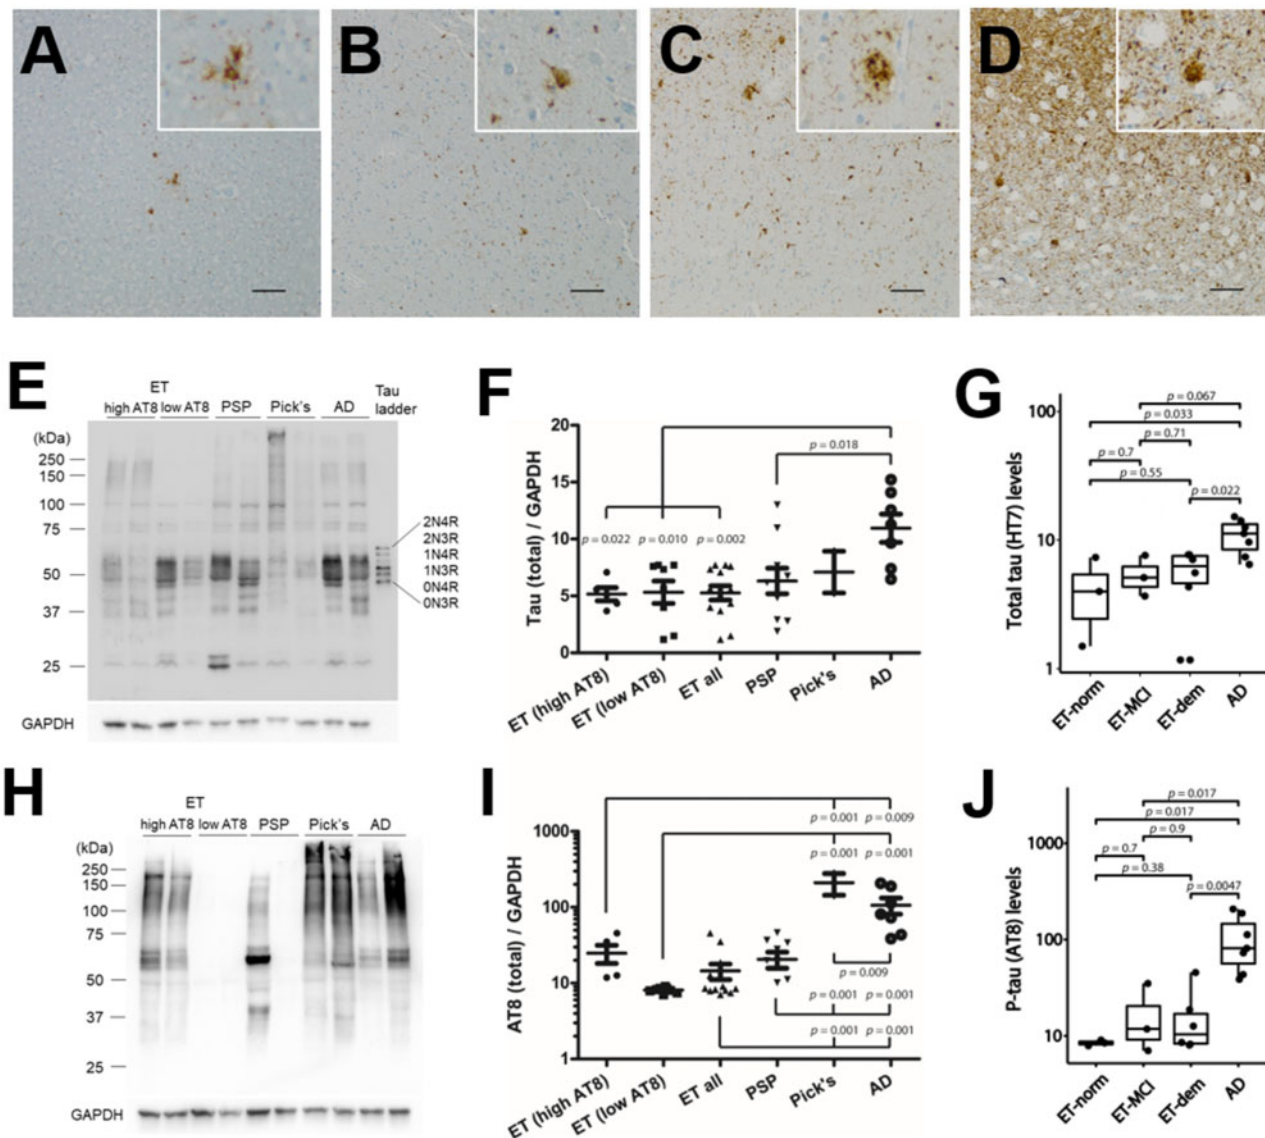 A
B
C
D
E
ET
high AT8 low AT8 PSP Pick's AD Tau
ladder
(kDa)
250
150
100
75
50
37
25
2N4R
2N3R
1N4R
1N3R
0N4R
0N3R
GAPDH
F
Tau (total) / GAPDH
20
15
10
5
0
p = 0.018
p = 0.022 p = 0.010 p = 0.002
ET (high AT8)
ET (low AT8)
ET all
PSP
Pick's
AD
G
Total tau (HT7) levels
100
10
1
p = 0.067
p = 0.033
p = 0.71
p = 0.7
p = 0.55
p = 0.022
ET-norm
ET-MCI
ET-dem
AD
H
ET
high AT8 low AT8 PSP Pick's AD
(kDa)
250
150
100
75
50
37
25
GAPDH
I
AT8 (total) / GAPDH
1000
100
10
1
p = 0.001 p = 0.009
p = 0.001 p = 0.001
p = 0.009
p = 0.001 p = 0.001
p = 0.001 p = 0.001
ET (high AT8)
ET (low AT8)
ET all
PSP
Pick's
AD
J
P-tau (AT8) levels
1000
100
10
p = 0.017
p = 0.017
p = 0.9
p = 0.7
p = 0.38
p = 0.0047
ET-norm
ET-MCI
ET-dem
AD